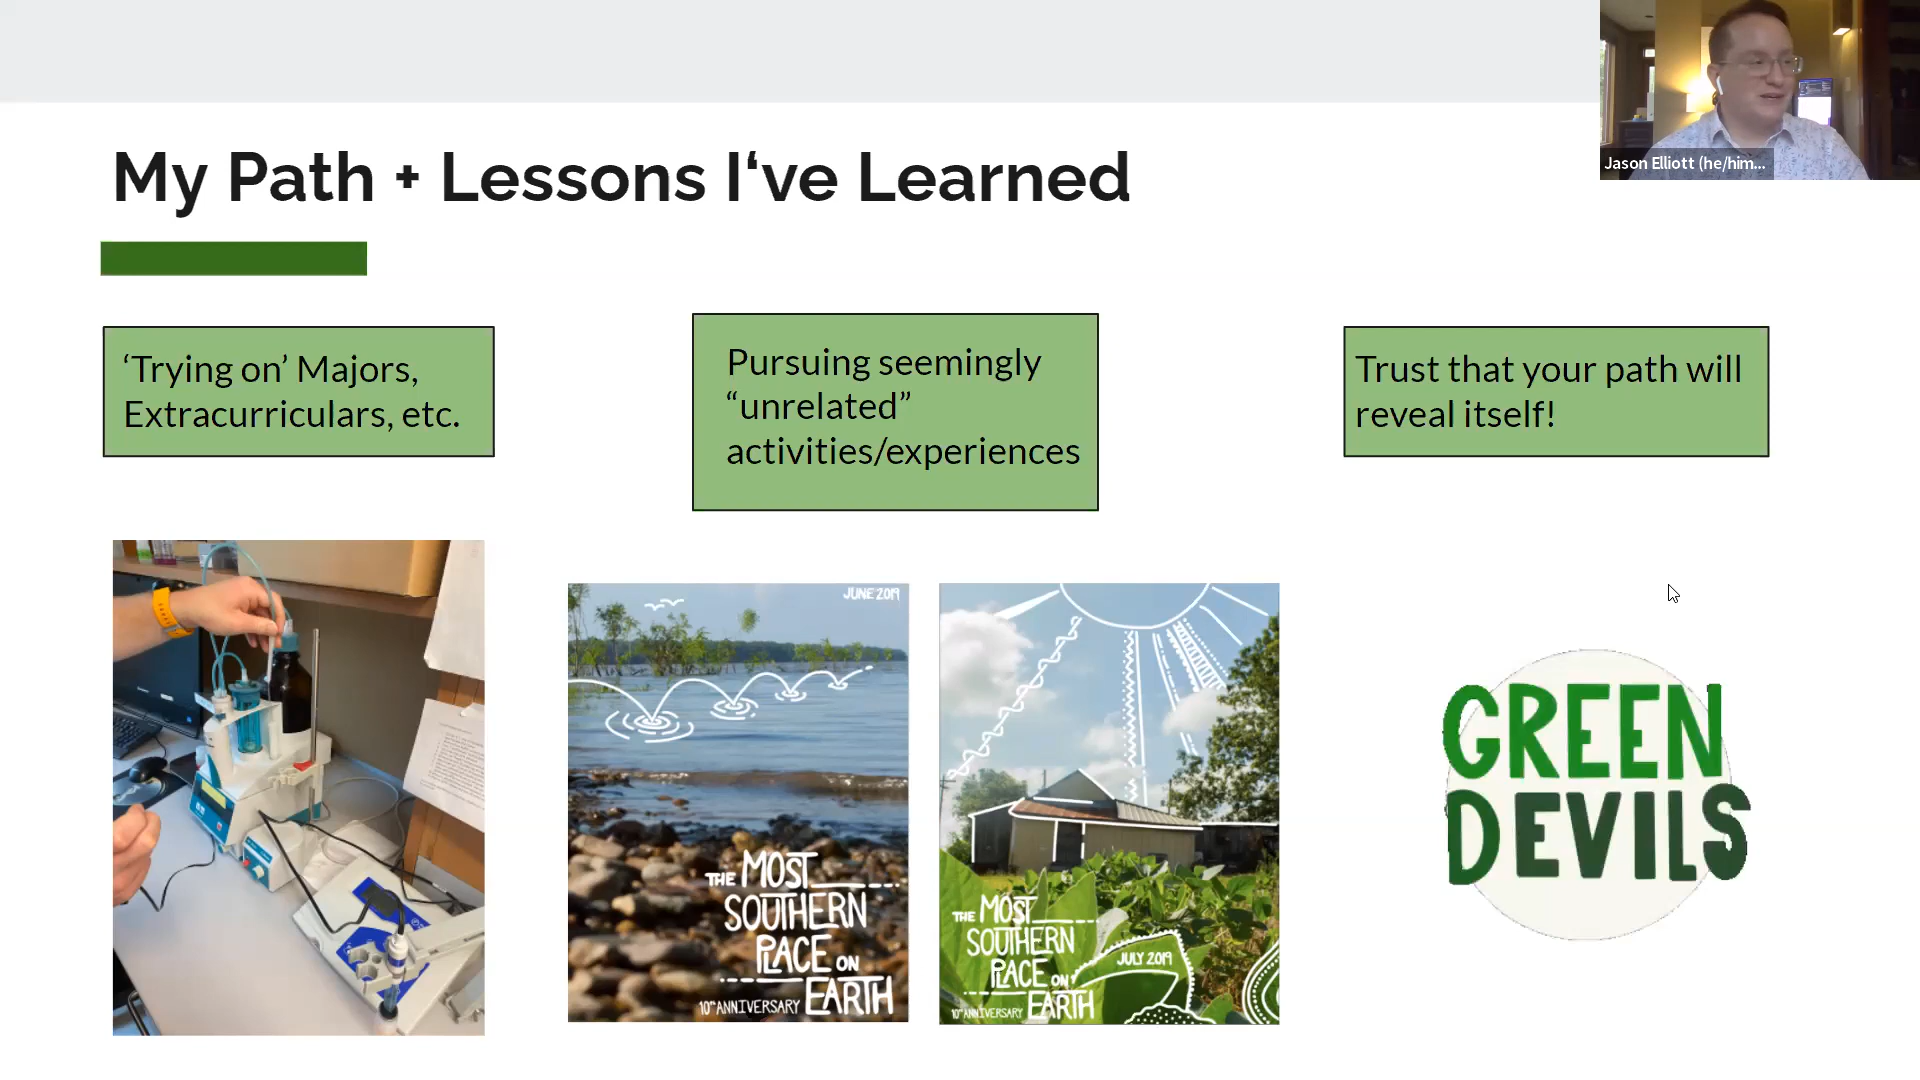 Jason Elliott (he/him...
My Path + Lessons I‘ve Learned
‘Trying on’ Majors,
Extracurriculars, etc.
Pursuing seemingly
“unrelated”
activities/experiences
Trust that your path will
reveal itself!
JUNE 2019
THE MOST
SOUTHERN
PLACE ON
EARTH
10TH ANNIVERSARY
THE MOST
SOUTHERN
PLACE ON
EARTH
10TH ANNIVERSARY
JULY 2019
GREEN
DEVILS